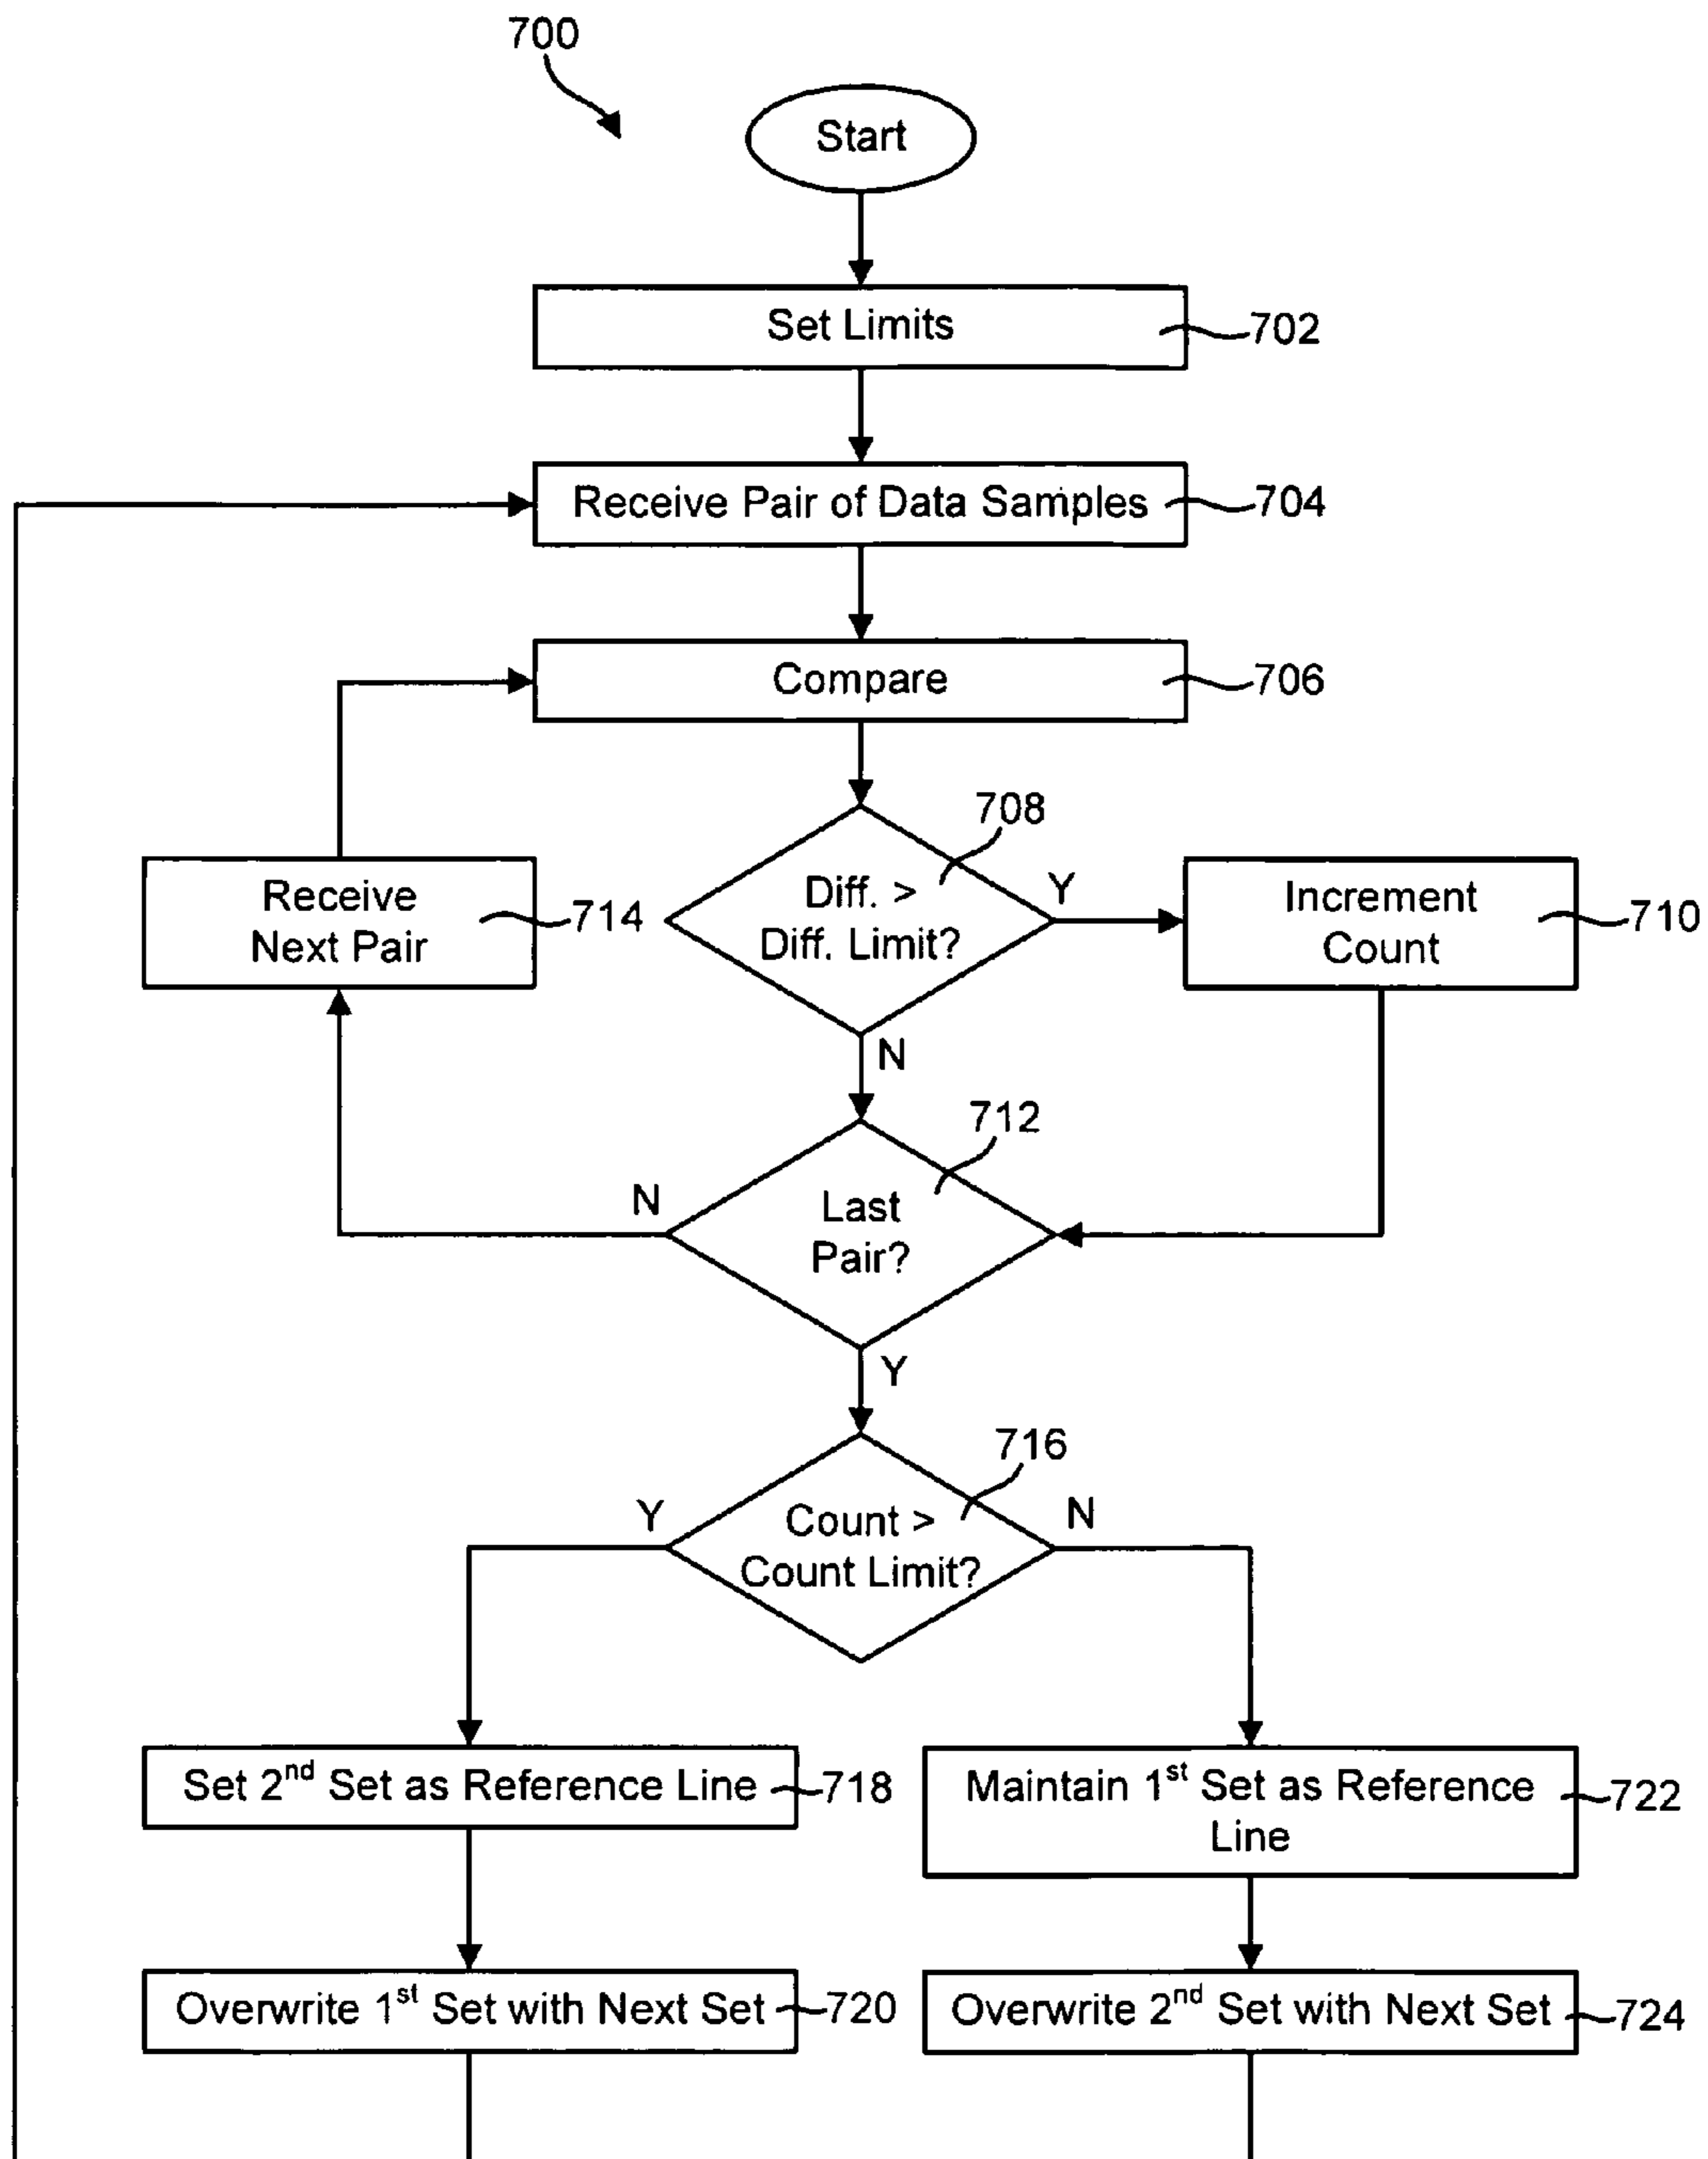 700
Start
Set Limits
702
Receive Pair of Data Samples
704
Compare
706
708
Diff. >
Diff. Limit?
Y
N
Increment
Count
710
Receive
Next Pair
714
712
Last
Pair?
N
Y
716
Count >
Count Limit?
Y
N
Set 2nd Set as Reference Line
718
Maintain 1st Set as Reference
Line
722
Overwrite 1st Set with Next Set
720
Overwrite 2nd Set with Next Set
724